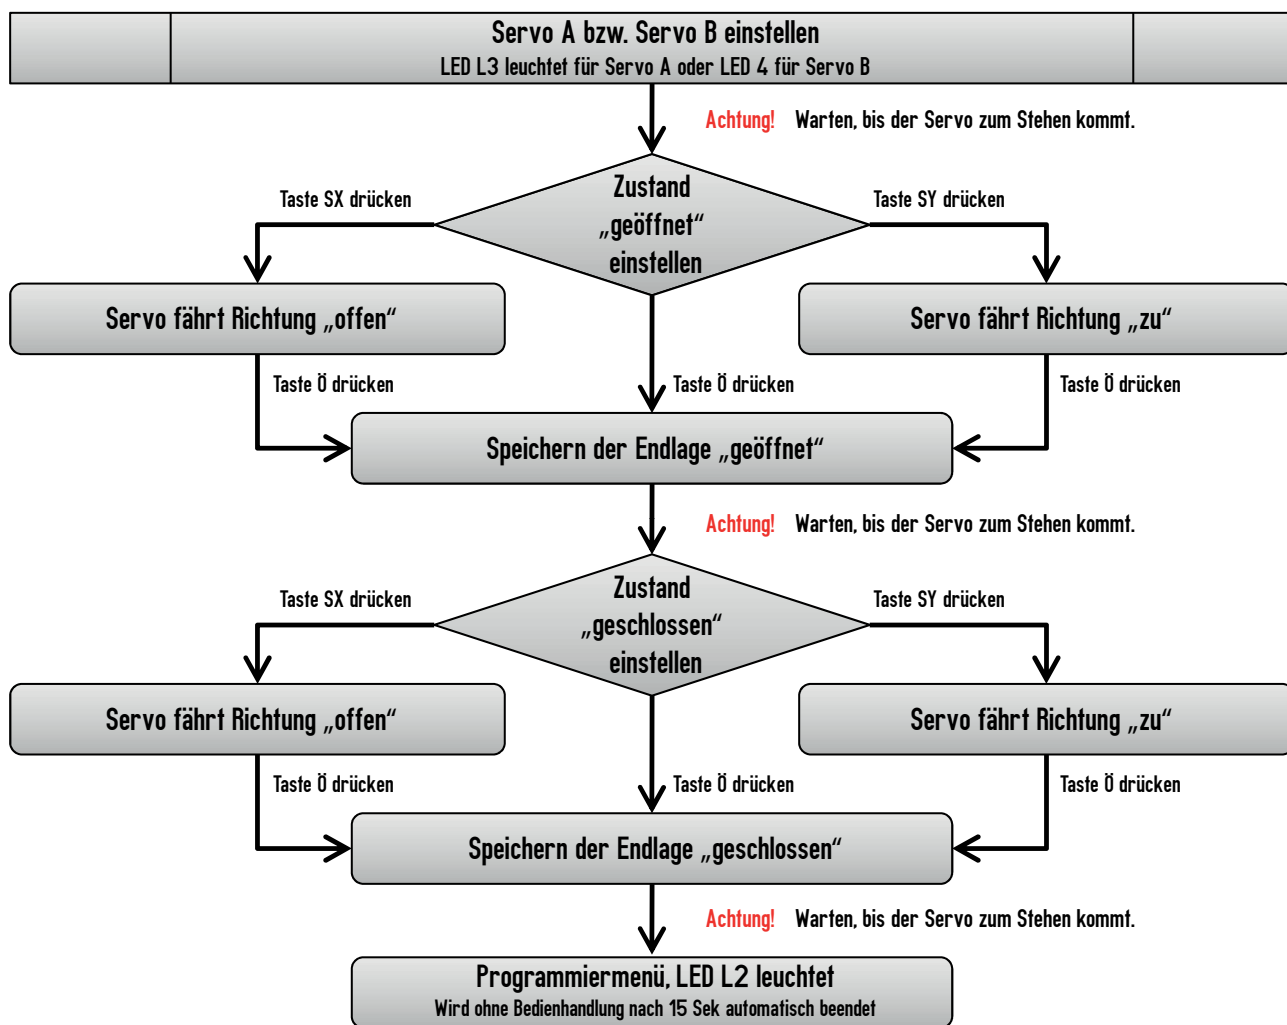 Servo A bzw. Servo B einstellen
LED L3 leuchtet für Servo A oder LED 4 für Servo B
Achtung! Warten, bis der Servo zum Stehen kommt.
Zustand
„geöffnet“
einstellen
Taste SX drücken
Taste SY drücken
Servo fährt Richtung „offen“
Servo fährt Richtung „zu“
Taste Ö drücken
Taste Ö drücken
Taste Ö drücken
Speichern der Endlage „geöffnet“
Achtung! Warten, bis der Servo zum Stehen kommt.
Zustand
„geschlossen“
einstellen
Taste SX drücken
Taste SY drücken
Servo fährt Richtung „offen“
Servo fährt Richtung „zu“
Taste Ö drücken
Taste Ö drücken
Taste Ö drücken
Speichern der Endlage „geschlossen“
Achtung! Warten, bis der Servo zum Stehen kommt.
Programmiermenü, LED L2 leuchtet
Wird ohne Bedienhandlung nach 15 Sek automatisch beendet